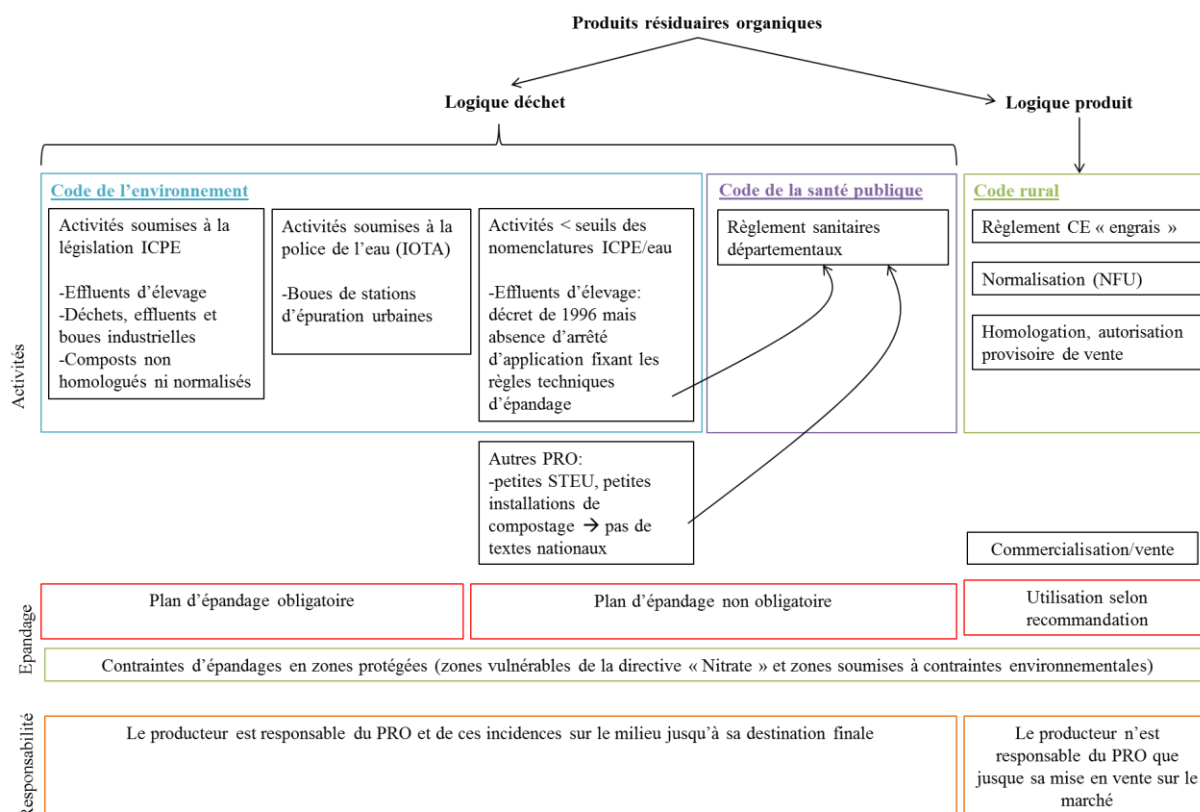 Produits résiduaires organiques
Logique déchet
Logique produit
Code de l'environnement
Activités soumises à la
législation ICPE
-Effluents d'élevage
-Déchets, effluents et
boues industrielles
-Composts non
homologués ni normalisés
Activités soumises à la
police de l'eau (IOTA)
-Boues de stations
d'épuration urbaines
Activités < seuils des
nomenclatures ICPE/eau
-Effluents d'élevage:
décret de 1996 mais
absence d'arrêté
d'application fixant les
règles techniques
d'épandage
Code de la santé publique
Règlement sanitaires
départementaux
Code rural
Règlement CE « engrais »
Normalisation (NFU)
Homologation, autorisation
provisoire de vente
Activités
Autres PRO:
-petites STEU, petites
installations de
compostage → pas de
textes nationaux
Commercialisation/vente
Epandage
Plan d'épandage obligatoire
Plan d'épandage non obligatoire
Utilisation selon
recommandation
Contraintes d'épandages en zones protégées (zones vulnérables de la directive « Nitrate » et zones soumises à contraintes environnementales)
Responsabilité
Le producteur est responsable du PRO et de ces incidences sur le milieu jusqu'à sa destination finale
Le producteur n'est
responsable du PRO que
jusque sa mise en vente sur le
marché